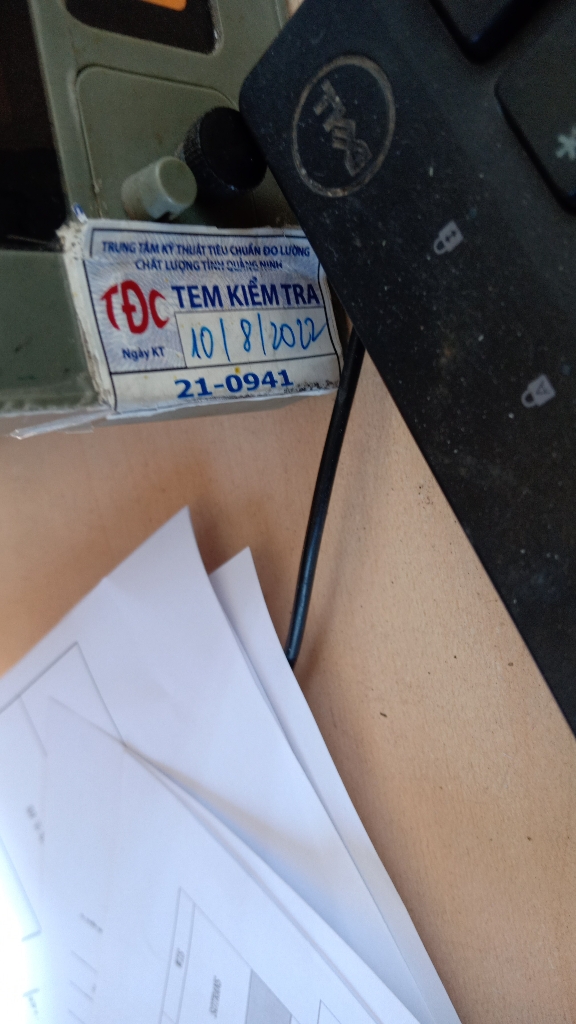 TRUNG TÂM KỸ THUẬT TIÊU CHUẨN ĐO LƯỜNG
CHẤT LƯỢNG TỈNH QUẢNG NINH
TĐC TEM KIỂM TRA
Ngày KT 10/8/2022
21-0941
DELL